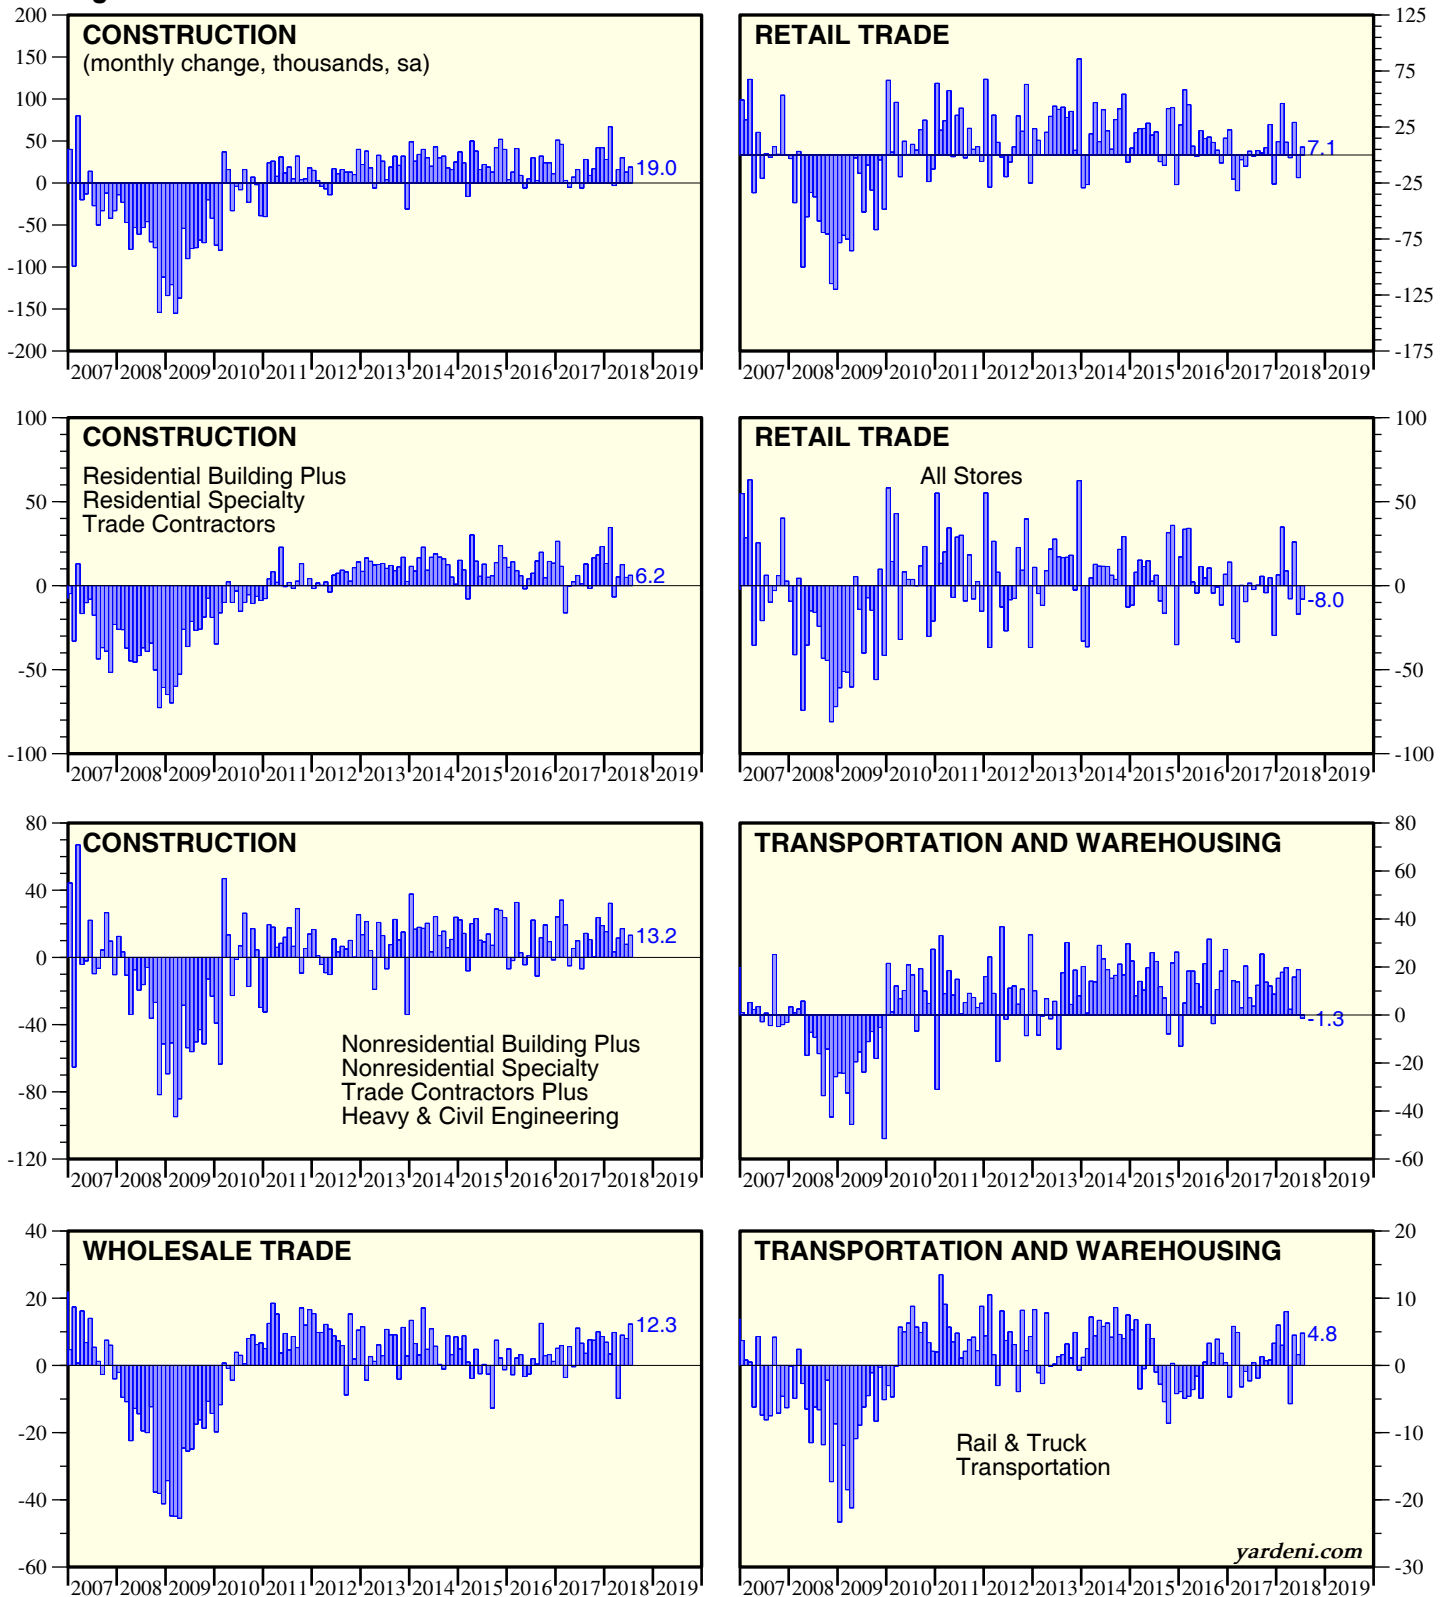 CONSTRUCTION
(monthly change, thousands, sa)
200
150
100
50
0
-50
-100
-150
-200
19.0
2007 2008 2009 2010 2011 2012 2013 2014 2015 2016 2017 2018 2019
RETAIL TRADE
125
75
25
-25
-75
-125
-175
7.1
2007 2008 2009 2010 2011 2012 2013 2014 2015 2016 2017 2018 2019
CONSTRUCTION
Residential Building Plus
Residential Specialty
Trade Contractors
100
50
0
-50
-100
6.2
2007 2008 2009 2010 2011 2012 2013 2014 2015 2016 2017 2018 2019
RETAIL TRADE
All Stores
100
50
0
-50
-100
-8.0
2007 2008 2009 2010 2011 2012 2013 2014 2015 2016 2017 2018 2019
CONSTRUCTION
80
40
0
-40
-80
-120
13.2
Nonresidential Building Plus
Nonresidential Specialty
Trade Contractors Plus
Heavy & Civil Engineering
2007 2008 2009 2010 2011 2012 2013 2014 2015 2016 2017 2018 2019
TRANSPORTATION AND WAREHOUSING
80
60
40
20
0
-20
-40
-60
-1.3
2007 2008 2009 2010 2011 2012 2013 2014 2015 2016 2017 2018 2019
WHOLESALE TRADE
40
20
0
-20
-40
-60
12.3
2007 2008 2009 2010 2011 2012 2013 2014 2015 2016 2017 2018 2019
TRANSPORTATION AND WAREHOUSING
20
10
0
-10
-20
-30
4.8
Rail & Truck
Transportation
yardeni.com
2007 2008 2009 2010 2011 2012 2013 2014 2015 2016 2017 2018 2019